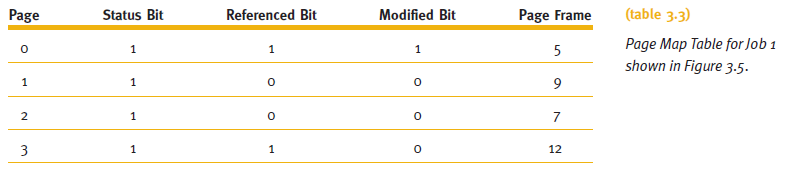 Page Status Bit Referenced Bit Modified Bit Page Frame
0 1 1 1 5
1 1 0 0 9
2 1 0 0 7
3 1 1 0 12
(table 3.3)
Page Map Table for Job 1
shown in Figure 3.5.